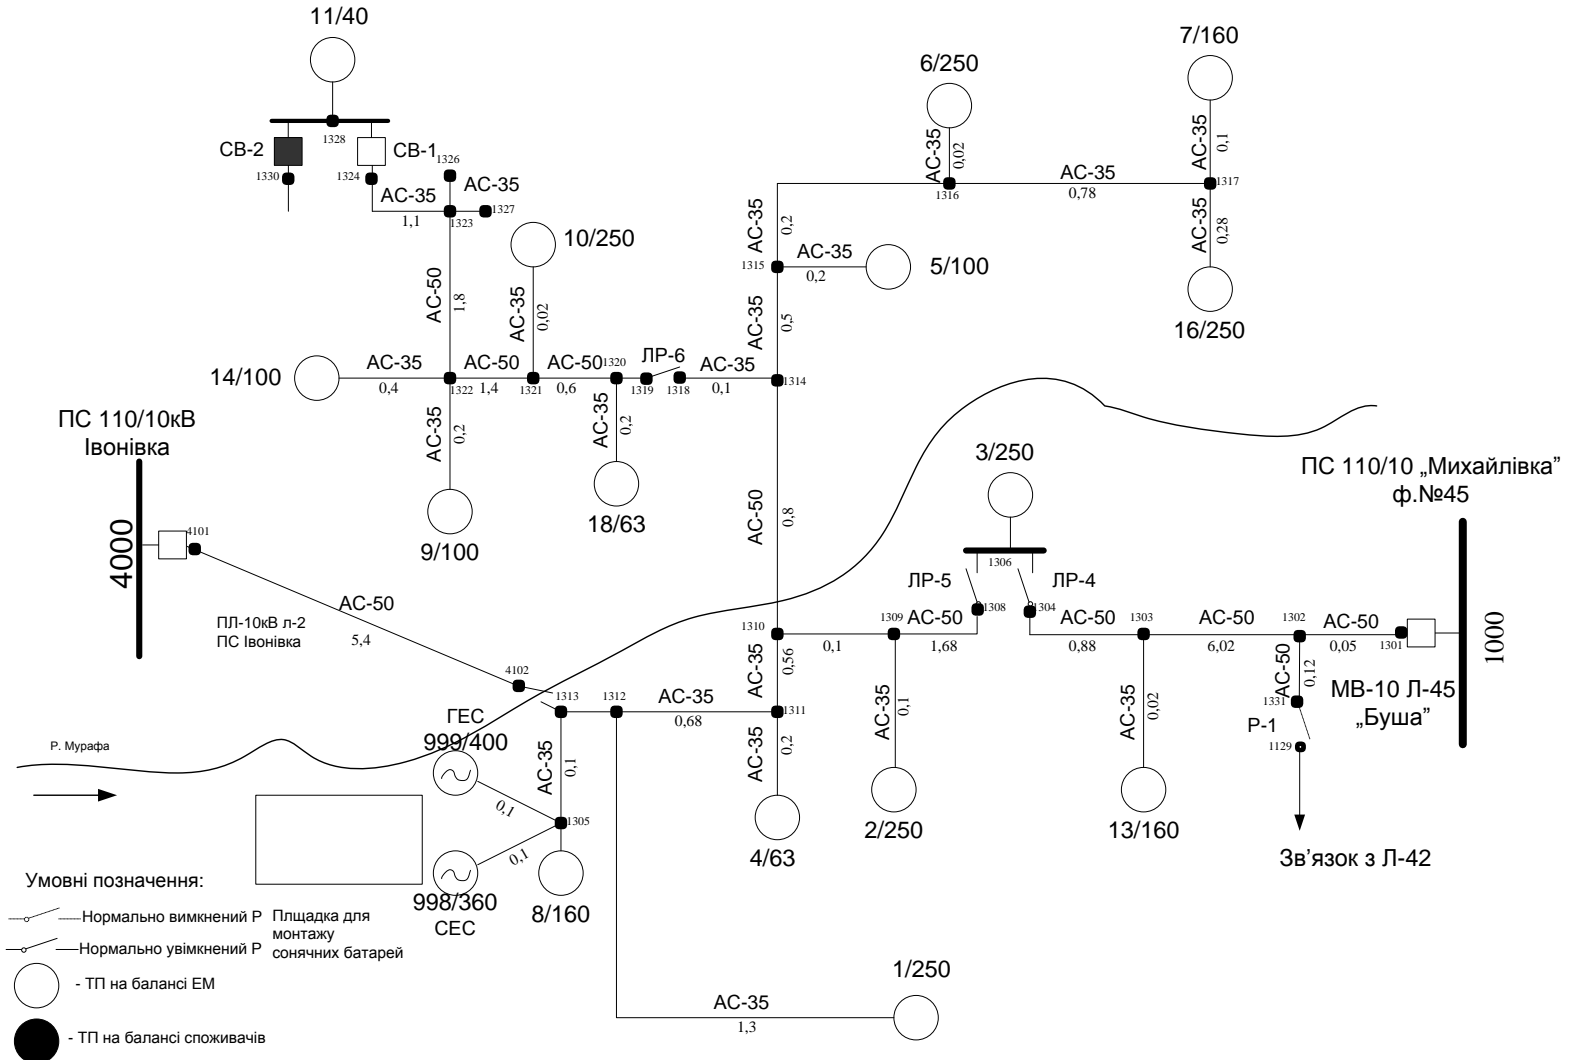 11/40
1328
СВ-2
СВ-1
1330
1324
1326
АС-35
АС-35
1327
1,1
1323
10/250
АС-50
1,8
АС-35
0,02
14/100
АС-35
0,4
1322
АС-50
1,4
1321
АС-50
0,6
1320
ЛР-6
1319
1318
АС-35
0,1
1314
АС-35
0,2
9/100
АС-35
0,2
18/63
6/250
АС-35
0,02
1316
7/160
АС-35
0,1
АС-35
0,78
1317
АС-35
0,28
16/250
АС-35
0,2
1315
АС-35
0,2
5/100
АС-35
0,5
АС-50
0,8
ПС 110/10кВ
Івонівка
4000
4101
АС-50
5,4
ПЛ-10кВ л-2
ПС Івонівка
4102
1313
1312
АС-35
0,68
1311
1310
АС-35
0,56
0,1
1309
АС-50
1,68
ЛР-5
1308
1306
3/250
ЛР-4
1304
АС-50
0,88
1303
АС-50
6,02
1302
АС-50
0,05
1301
ПС 110/10 „Михайлівка”
ф.№45
1000
МВ-10 Л-45
„Буша”
АС-50
0,12
1331
Р-1
1129
Зв’язок з Л-42
АС-35
0,02
13/160
АС-35
0,1
2/250
АС-35
0,2
4/63
Р. Мурафа
ГЕС
999/400
АС-35
0,1
0,1
1305
0,1
998/360
СЕС
8/160
1/250
АС-35
1,3
Умовні позначення:
Нормально вимкнений Р
Нормально увімкнений Р
Плщадка для
монтажу
сонячних батарей
- ТП на балансі ЕМ
- ТП на балансі споживачів